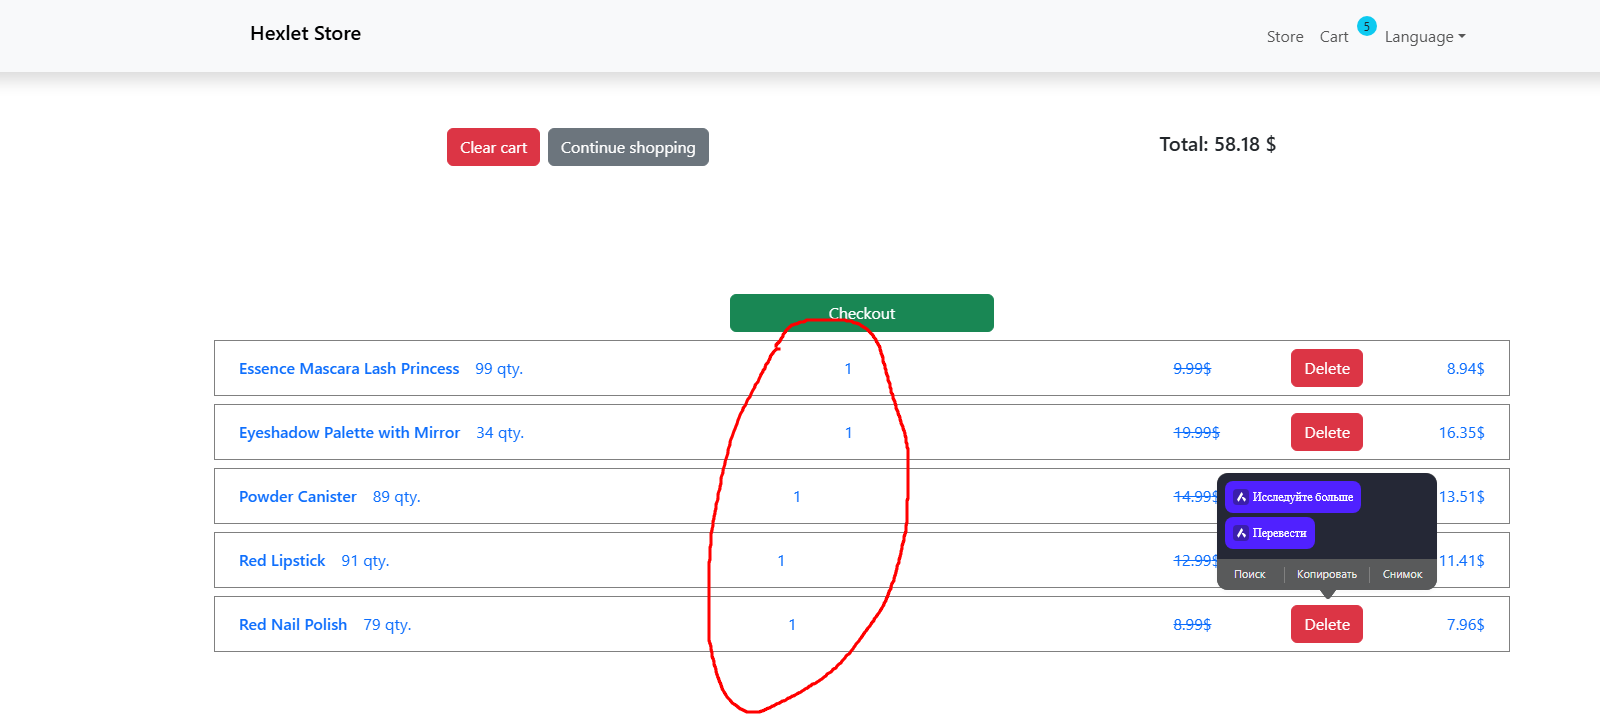 Hexlet Store
Store Cart 5 Language
Clear cart Continue shopping Total: 58.18 $
Checkout
Essence Mascara Lash Princess 99 qty. 1 9.99$ Delete 8.94$
Eyeshadow Palette with Mirror 34 qty. 1 19.99$ Delete 16.35$
Powder Canister 89 qty. 1 14.99$ 13.51$
Исследуйте больше
Перевести
Red Lipstick 91 qty. 1 12.99$ 11.41$
Поиск Копировать Снимок
Red Nail Polish 79 qty. 1 8.99$ Delete 7.96$